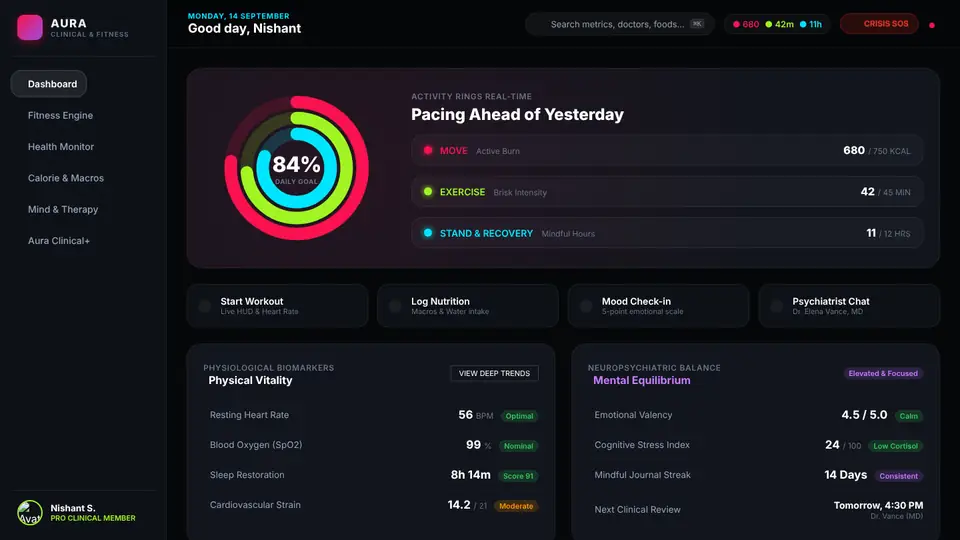 AURA
CLINICAL & FITNESS
Dashboard
Fitness Engine
Health Monitor
Calorie & Macros
Mind & Therapy
Aura Clinical+
Nishant S.
PRO CLINICAL MEMBER
MONDAY, 14 SEPTEMBER
Good day, Nishant
Search metrics, doctors, foods... ⌘K
680 42m 11h
CRISIS SOS
84%
DAILY GOAL
ACTIVITY RINGS REAL-TIME
Pacing Ahead of Yesterday
MOVE Active Burn 680 / 750 KCAL
EXERCISE Brisk Intensity 42 / 45 MIN
STAND & RECOVERY Mindful Hours 11 / 12 HRS
Start Workout
Live HUD & Heart Rate
Log Nutrition
Macros & Water intake
Mood Check-in
5-point emotional scale
Psychiatrist Chat
Dr. Elena Vance, MD
PHYSIOLOGICAL BIOMARKERS
Physical Vitality
VIEW DEEP TRENDS
Resting Heart Rate 56 BPM Optimal
Blood Oxygen (SpO2) 99 % Nominal
Sleep Restoration 8h 14m Score 91
Cardiovascular Strain 14.2 / 21 Moderate
NEUROPSYCHIATRIC BALANCE
Mental Equilibrium
Elevated & Focused
Emotional Valency 4.5 / 5.0 Calm
Cognitive Stress Index 24 / 100 Low Cortisol
Mindful Journal Streak 14 Days Consistent
Next Clinical Review Tomorrow, 4:30 PM
Dr. Vance (MD)